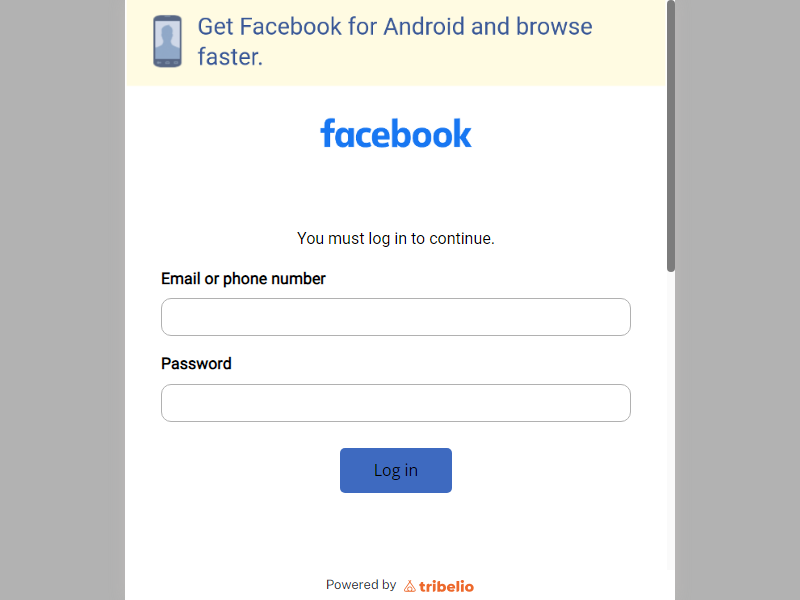 Get Facebook for Android and browse
faster.
facebook
You must log in to continue.
Email or phone number
Password
Log in
Powered by tribelio